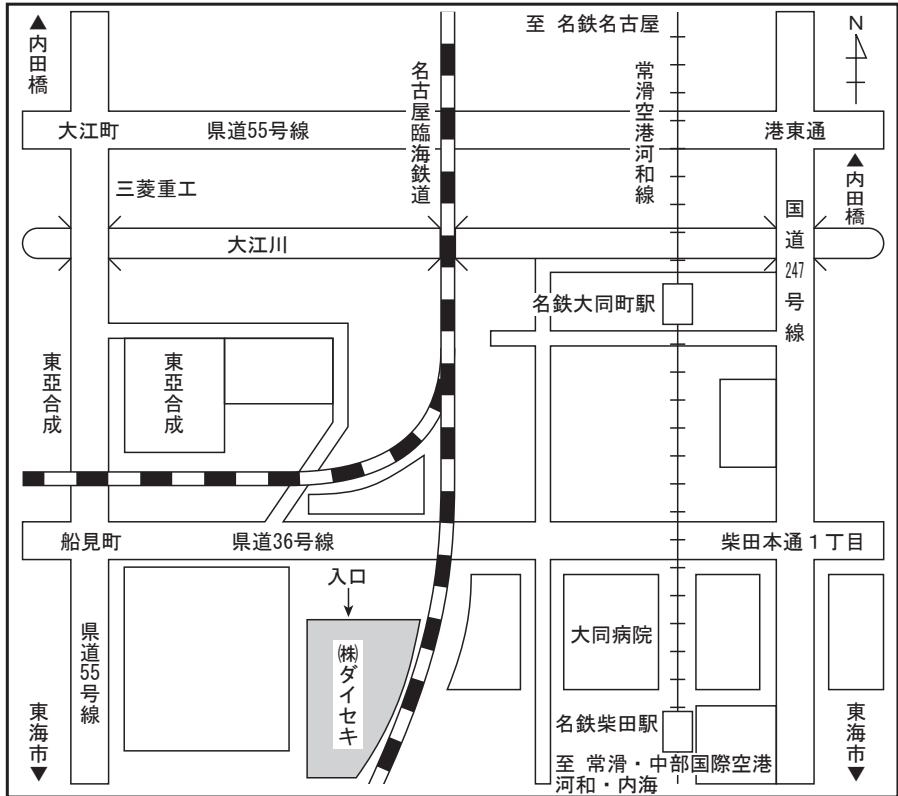 ▲内田橋
名古屋臨海鉄道
至 名鉄名古屋
常滑空港河和線
N
大江町
県道55号線
港東通
三菱重工
▲内田橋
国道247号線
大江川
名鉄大同町駅
東亞合成
東亞合成
船見町
県道36号線
柴田本通1丁目
入口
㈱ダイセキ
大同病院
県道55号線
名鉄柴田駅
東海市▼
至 常滑・中部国際空港
河和・内海
東海市▼